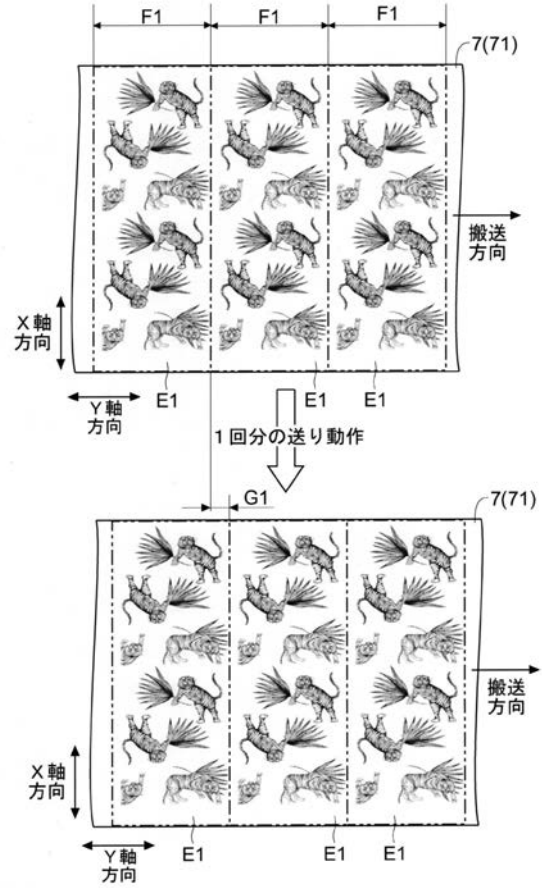 F1 F1 F1
7(71)
搬送
方向
X軸
方向
Y軸
方向
E1 E1 E1
1回分の送り動作
G1
7(71)
搬送
方向
X軸
方向
Y軸
方向
E1 E1 E1